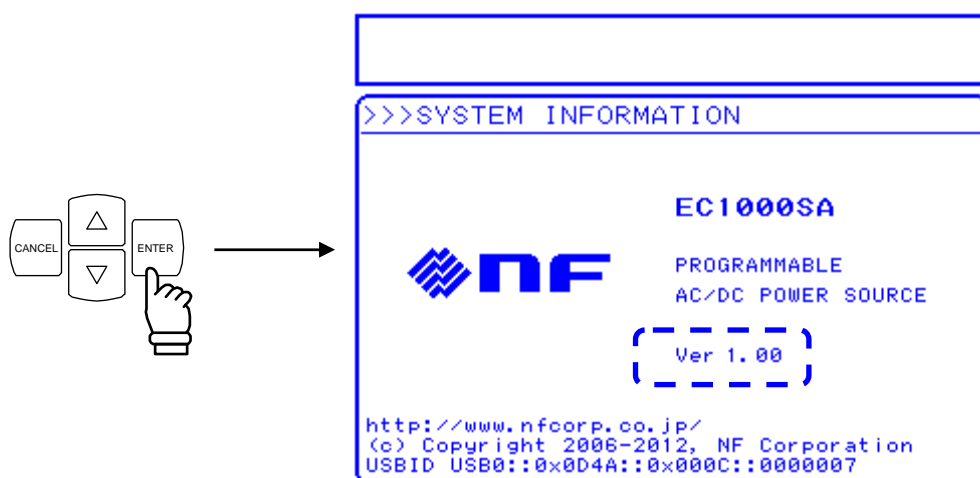 CANCEL
ENTER
>>>SYSTEM INFORMATION
EC1000SA
nF
PROGRAMMABLE
AC/DC POWER SOURCE
Ver 1.00
http://www.nfcorp.co.jp/
(c) Copyright 2006-2012, NF Corporation
USBID USB0::0x0D4A::0x000C::0000007